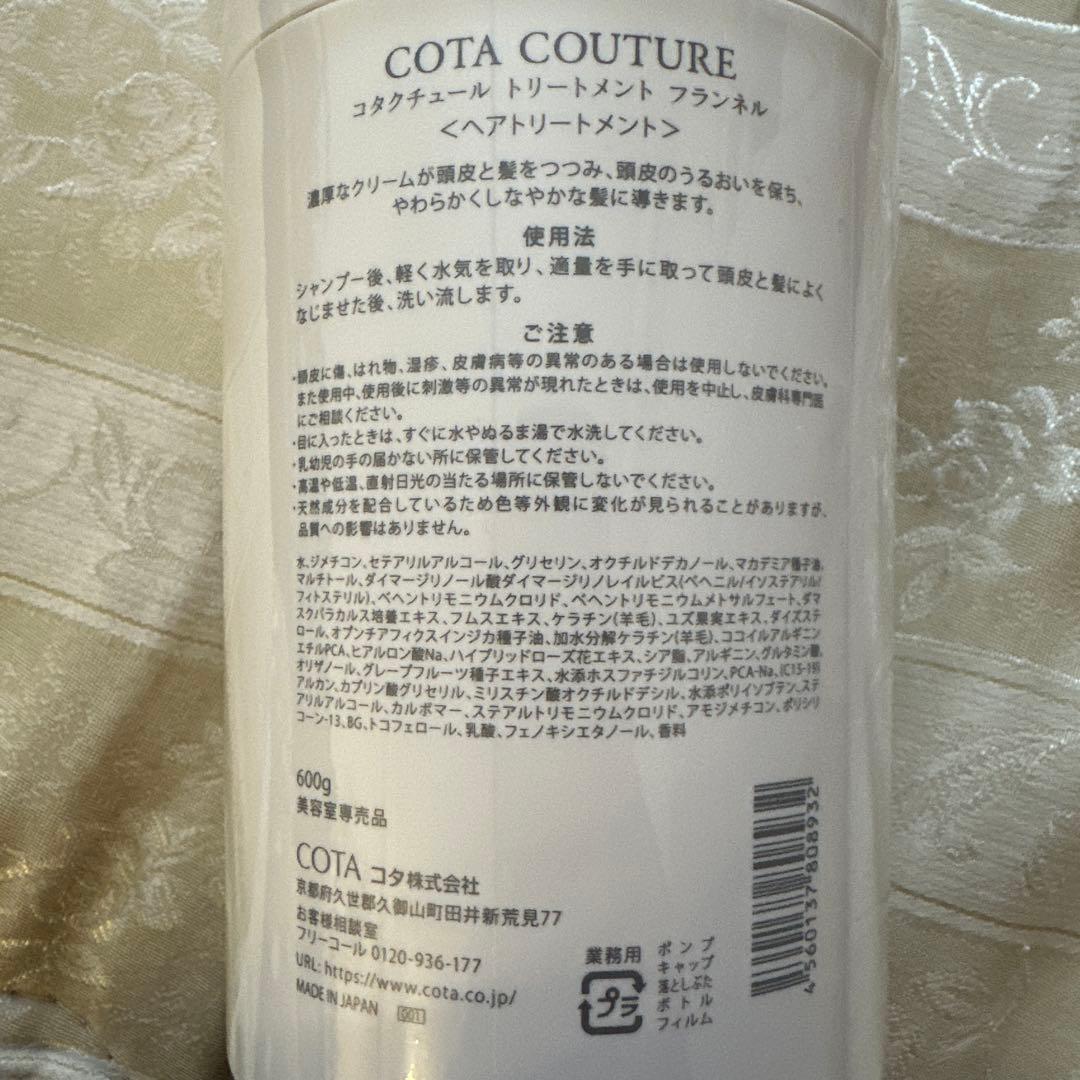 COTA COUTURE
コタクチュール トリートメント フランネル
＜ヘアトリートメント＞
濃厚なクリームが頭皮と髪をつつみ、頭皮のうるおいを保ち、
やわらかくしなやかな髪に導きます。
使用法
シャンプー後、軽く水気を取り、適量を手に取って頭皮と髪によく
なじませた後、洗い流します。
ご注意
・頭皮に傷、はれ物、湿疹、皮膚病等の異常のある場合は使用しないでください。
また使用中、使用後に刺激等の異常が現れたときは、使用を中止し、皮膚科専門医
にご相談ください。
・目に入ったときは、すぐに水やぬるま湯で水洗してください。
・乳幼児の手の届かない所に保管してください。
・高温や低温、直射日光の当たる場所に保管しないでください。
・天然成分を配合しているため色等外観に変化が見られることがありますが、
品質への影響はありません。
水、ジメチコン、セテアリルアルコール、グリセリン、オクチルドデカノール、マカデミア種子油、
マルチトール、ダイマージリノール酸ダイマージリノレイルビス(ベヘニル/イソステアリル/
フィトステリル)、ベヘントリモニウムクロリド、ベヘントリモニウムメトサルフェート、ダマ
スクバラカルス培養エキス、フムスエキス、ケラチン(羊毛)、ユズ果実エキス、ダイズステ
ロール、オプンチアフィクスインジカ種子油、加水分解ケラチン(羊毛)、ココイルアルギニン
エチルPCA、ヒアルロン酸Na、ハイブリッドローズ花エキス、シア脂、アルギニン、グルタミン酸、
オリザノール、グレープフルーツ種子エキス、水添ホスファチジルコリン、PCA-Na、(C15-19)
アルカン、カプリン酸グリセリル、ミリスチン酸オクチルドデシル、水添ポリイソブテン、ステ
アリルアルコール、カルボマー、ステアルトリモニウムクロリド、アモジメチコン、ポリシリ
コーン-13、BG、トコフェロール、乳酸、フェノキシエタノール、香料
600g
美容室専売品
COTA コタ株式会社
京都府久世郡久御山町田井新荒見77
お客様相談室
フリーコール 0120-936-177
URL: https://www.cota.co.jp/
MADE IN JAPAN 001
業務用
プラ
ポンプ
キャップ
落としぶた
ボトル
フィルム
4560137808932